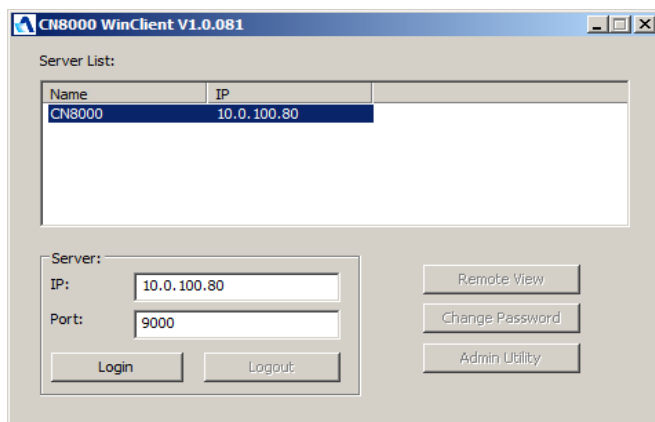 CN8000 WinClient V1.0.081
Server List:
Name IP
CN8000 10.0.100.80
Server:
IP: 10.0.100.80
Remote View
Port: 9000
Change Password
Login Logout
Admin Utility